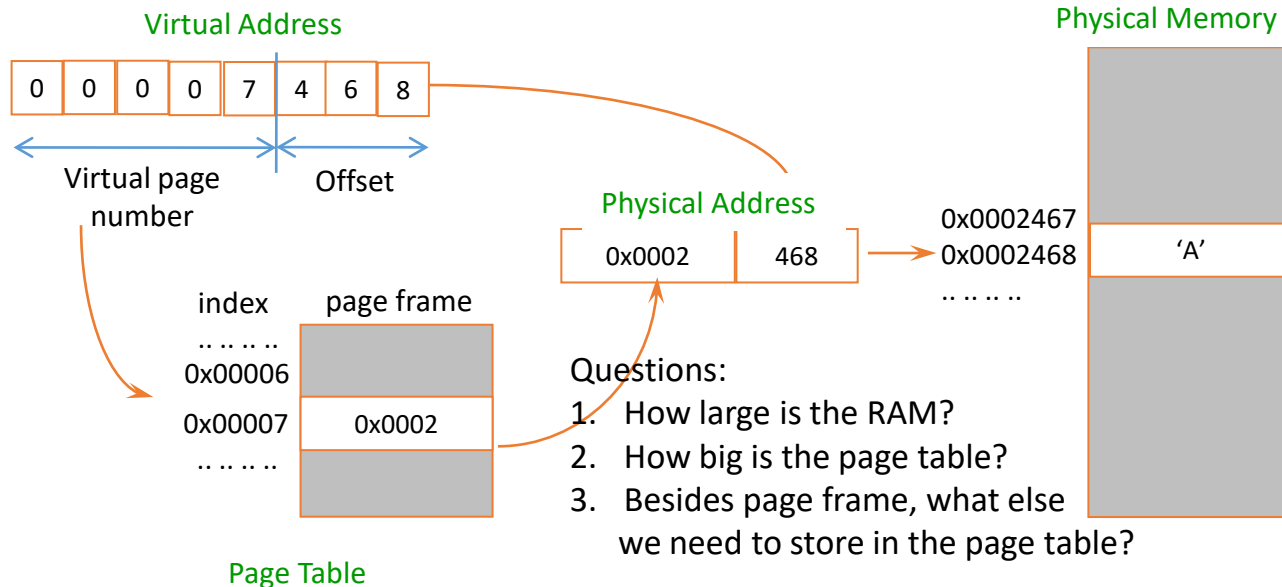 Virtual Address
0 0 0 0 7 4 6 8
Virtual page
number
Offset
Physical Memory
Physical Address
0x0002 468
0x0002467
0x0002468
.. .. .. ..
‘A’
index page frame
.. .. .. ..
0x00006
0x00007 0x0002
.. .. .. ..
Page Table
Questions:
1. How large is the RAM?
2. How big is the page table?
3. Besides page frame, what else
we need to store in the page table?